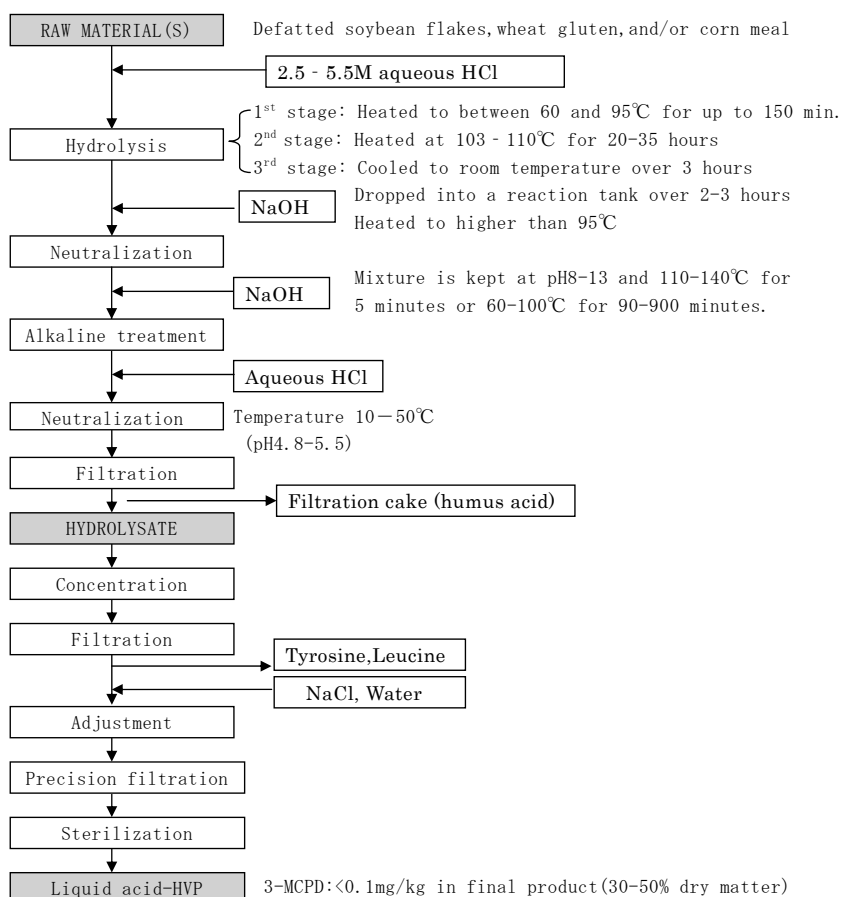 RAW MATERIAL(S)
Defatted soybean flakes,wheat gluten,and/or corn meal
2.5 - 5.5M aqueous HCl
1st stage: Heated to between 60 and 95℃ for up to 150 min.
Hydrolysis
2nd stage: Heated at 103‐110℃ for 20-35 hours
3rd stage: Cooled to room temperature over 3 hours
NaOH
Dropped into a reaction tank over 2-3 hours
Heated to higher than 95℃
Neutralization
NaOH
Mixture is kept at pH8-13 and 110-140℃ for
5 minutes or 60-100℃ for 90-900 minutes.
Alkaline treatment
Aqueous HCl
Neutralization
Temperature 10－50℃
(pH4.8-5.5)
Filtration
Filtration cake (humus acid)
HYDROLYSATE
Concentration
Filtration
Tyrosine,Leucine
NaCl, Water
Adjustment
Precision filtration
Sterilization
Liquid acid-HVP
3-MCPD:<0.1mg/kg in final product(30-50% dry matter)